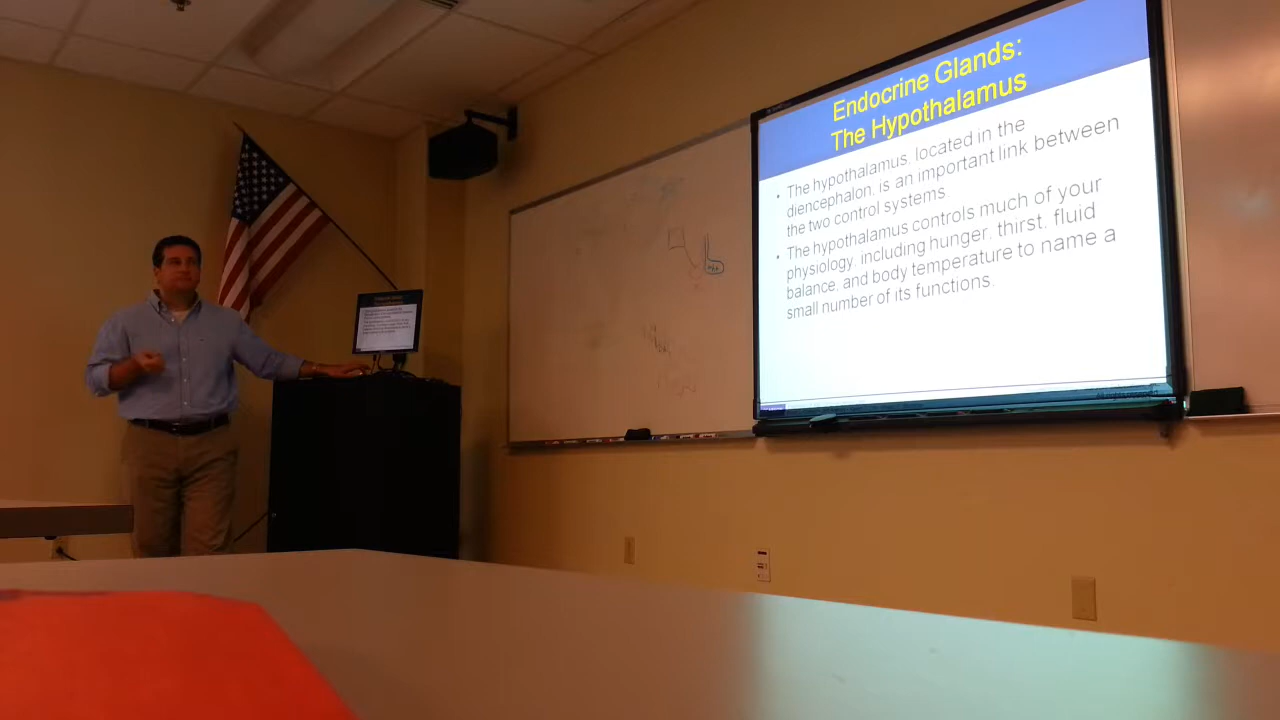 Endocrine Glands:
The Hypothalamus
• The hypothalamus, located in the
diencephalon, is an important link between
the two control systems.
• The hypothalamus controls much of your
physiology, including hunger, thirst, fluid
balance, and body temperature to name a
small number of its functions.